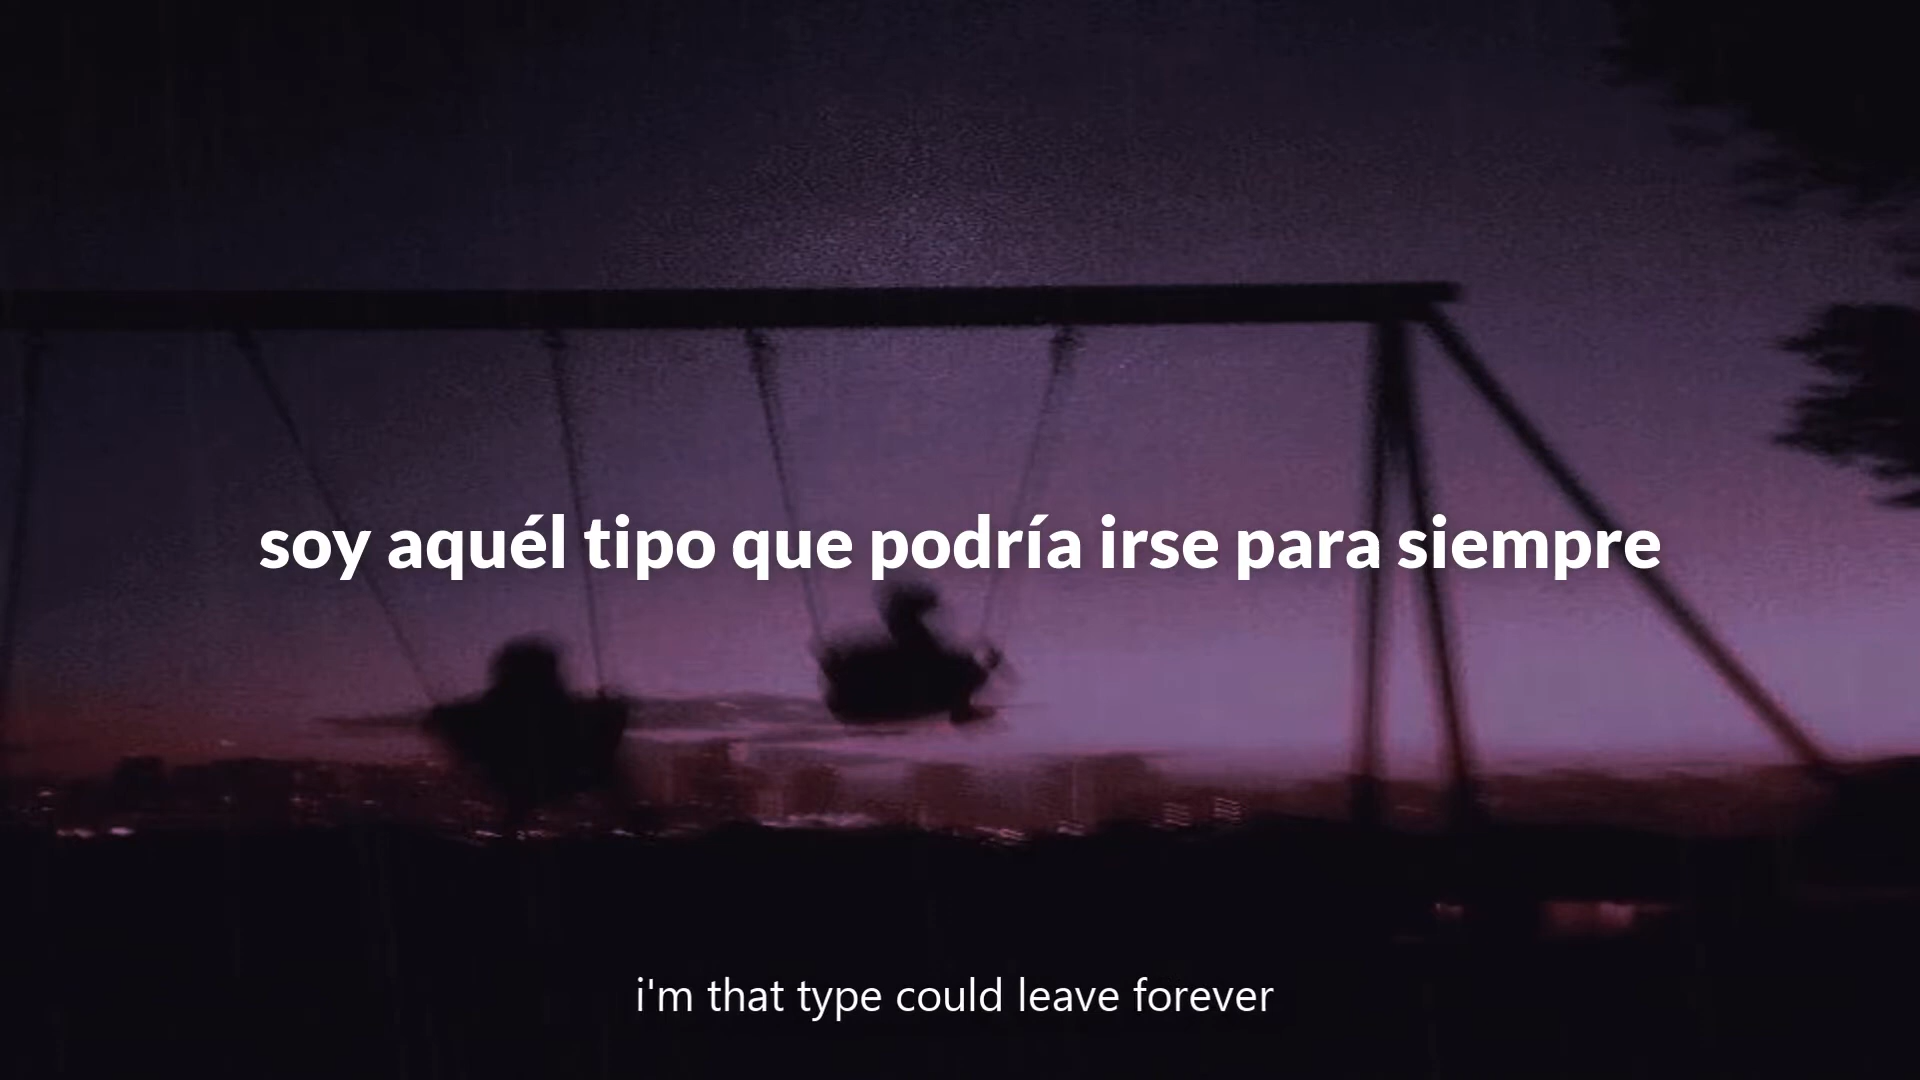 soy aquél tipo que podría irse para siempre
i'm that type could leave forever